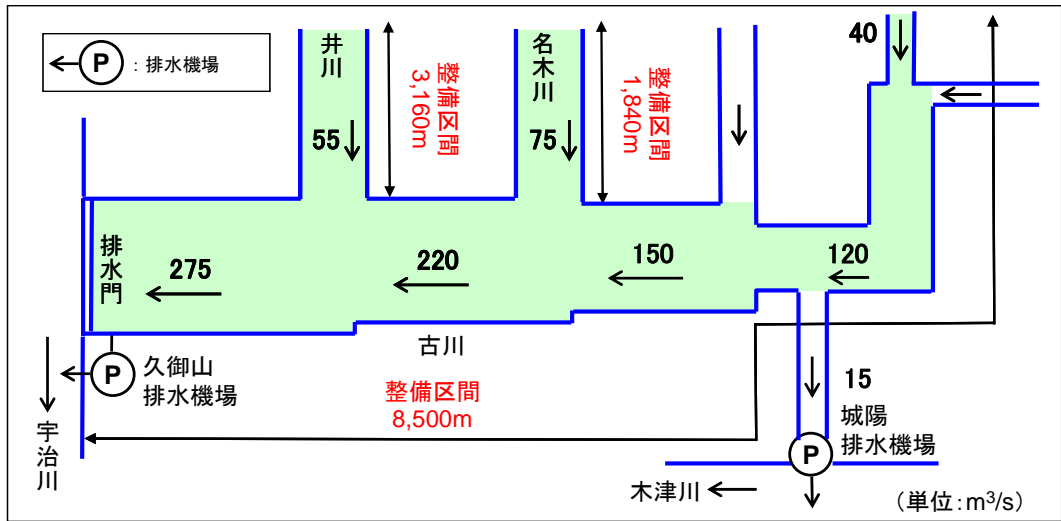 P
：排水機場
井川
整備区間
3,160m
名木川
整備区間
1,840m
40
55
75
排水門
275
220
150
120
古川
P
久御山
排水機場
整備区間
8,500m
15
城陽
排水機場
P
宇治川
木津川
（単位：m³/s）